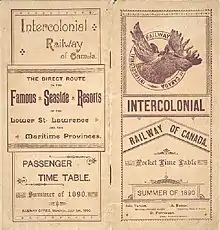 Intercolonial
Railway
of Canada.
THE DIRECT ROUTE
TO THE
Famous Seaside Resorts
OF THE
Lower St. Lawrence
AND THE
Maritime Provinces.
PASSENGER
TIME TABLE.
Summer of 1890.
RAILWAY OFFICE,
1890.
INTERCOLONIAL
RAILWAY OF CANADA.
Pocket Time Table
SUMMER OF 1890